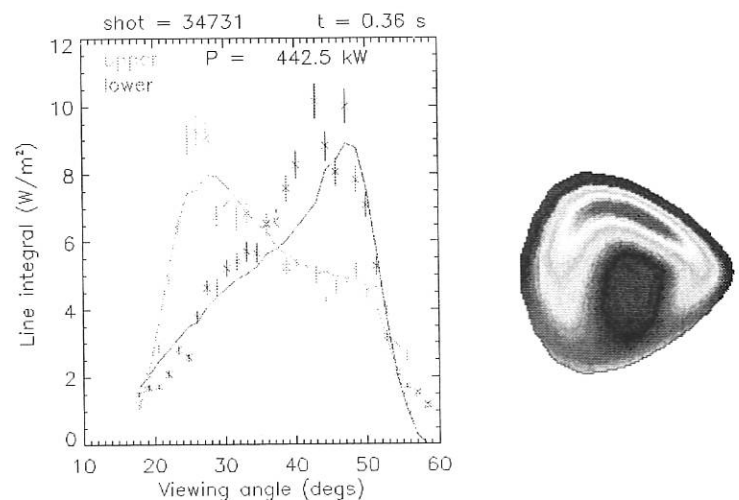 shot = 34731 t = 0.36 s
upper P = 442.5 kW
lower
12
10
8
6
4
2
0
Line integral (W/m²)
10 20 30 40 50 60
Viewing angle (degs)